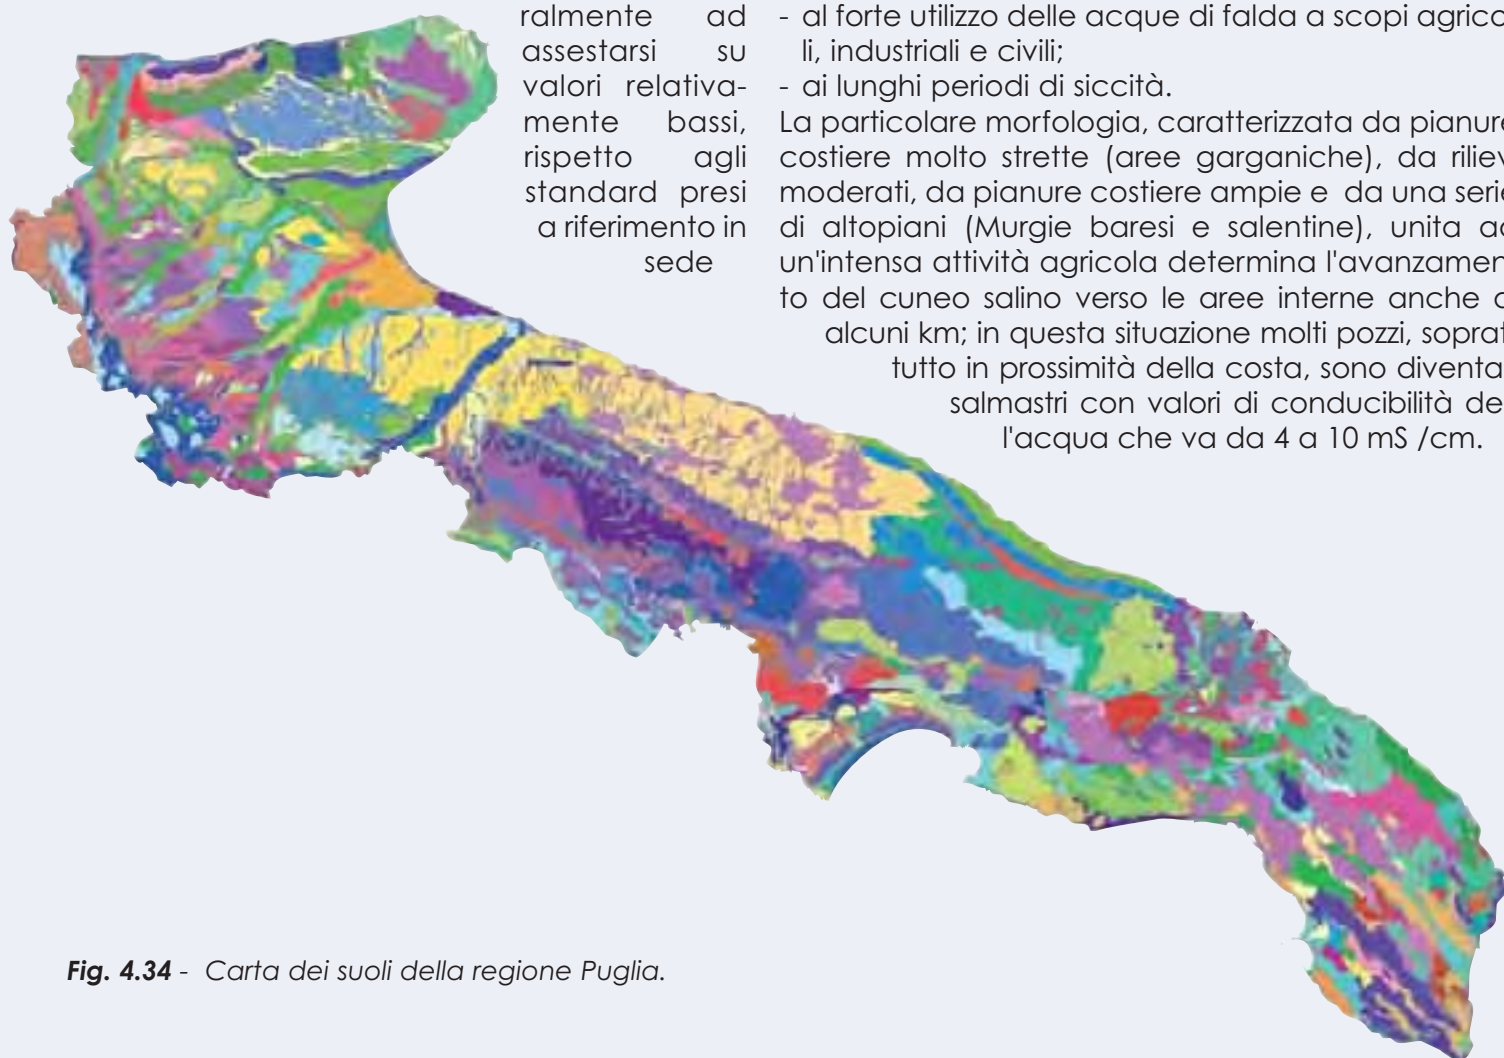 ralmente ad
assestarsi su
valori relativa-
mente bassi,
rispetto agli
standard presi
a riferimento in
sede
- al forte utilizzo delle acque di falda a scopi agrico
li, industriali e civili;
- ai lunghi periodi di siccità.
La particolare morfologia, caratterizzata da pianure
costiere molto strette (aree garganiche), da riliev
moderati, da pianure costiere ampie e da una serie
di altopiani (Murgie baresi e salentine), unita ad
un'intensa attività agricola determina l'avanzamen
to del cuneo salino verso le aree interne anche
alcuni km; in questa situazione molti pozzi, soprat
tutto in prossimità della costa, sono diventa
salmastri con valori di conducibilità de
l'acqua che va da 4 a 10 mS /cm.
Fig. 4.34 - Carta dei suoli della regione Puglia.